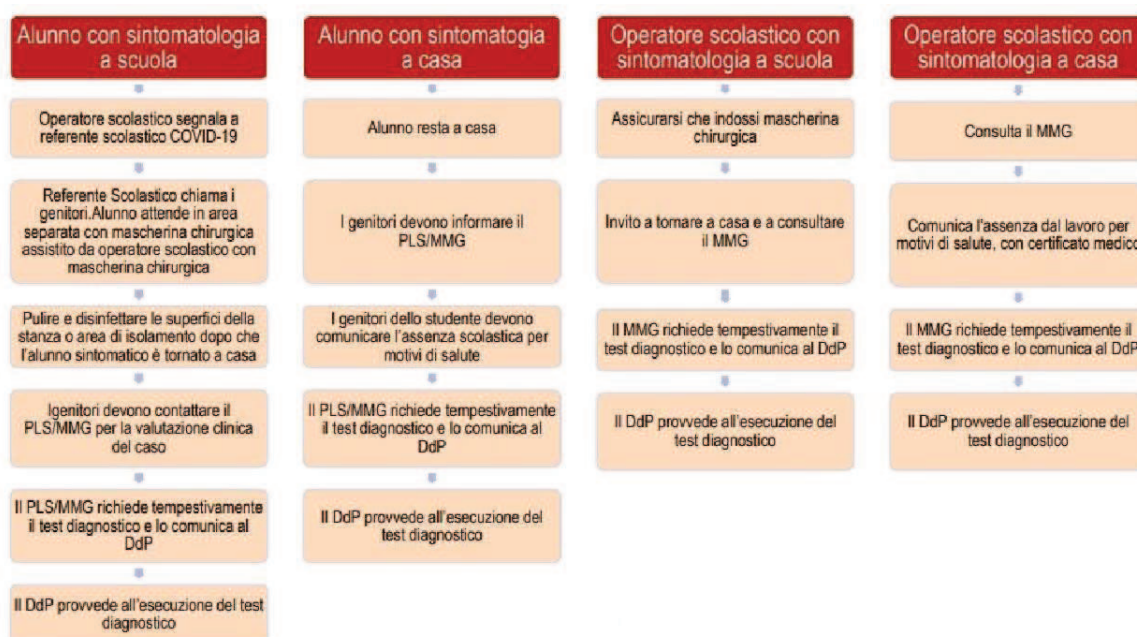 Alunno con sintomatologia
a scuola
Operatore scolastico segnala a
referente scolastico COVID-19
Referente Scolastico chiama i
genitori.Alunno attende in area
separata con mascherina chirurgica
assistito da operatore scolastico con
mascherina chirurgica
Pulire e disinfettare le superfici della
stanza o area di isolamento dopo che
l'alunno sintomatico è tornato a casa
Igenitori devono contattare il
PLS/MMG per la valutazione clinica
del caso
Il PLS/MMG richiede tempestivamente
il test diagnostico e lo comunica al
DdP
Il DdP provvede all'esecuzione del test
diagnostico
Alunno con sintomatogia
a casa
Alunno resta a casa
I genitori devono informare il
PLS/MMG
I genitori dello studente devono
comunicare l'assenza scolastica per
motivi di salute
Il PLS/MMG richiede tempestivamente
il test diagnostico e lo comunica al
DdP
Il DdP provvede all'esecuzione del
test diagnostico
Operatore scolastico con
sintomatologia a scuola
Assicurarsi che indossi mascherina
chirurgica
Invito a tornare a casa e a consultare
il MMG
Il MMG richiede tempestivamente il
test diagnostico e lo comunica al DdP
Il DdP provvede all'esecuzione del
test diagnostico
Operatore scolastico con
sintomatologia a casa
Consulta il MMG
Comunica l'assenza dal lavoro per
motivi di salute, con certificato medico
Il MMG richiede tempestivamente il
test diagnostico e lo comunica al DdP
Il DdP provvede all'esecuzione del
test diagnostico